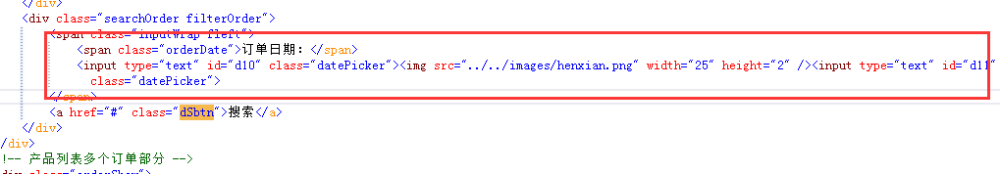 </div>
<div class="searchOrder filterOrder">
<span class="inputWrap fleft">
<span class="orderDate">订单日期：</span>
<input type="text" id="d10" class="datePicker"><img src="../../images/henxian.png" width="25" height="2" /><input type="text" id="d11"
class="datePicker">
</span>
<a href="#" class="dSbtn">搜索</a>
</div>
/div>
!-- 产品列表多个订单部分 -->
div class="orderShow">